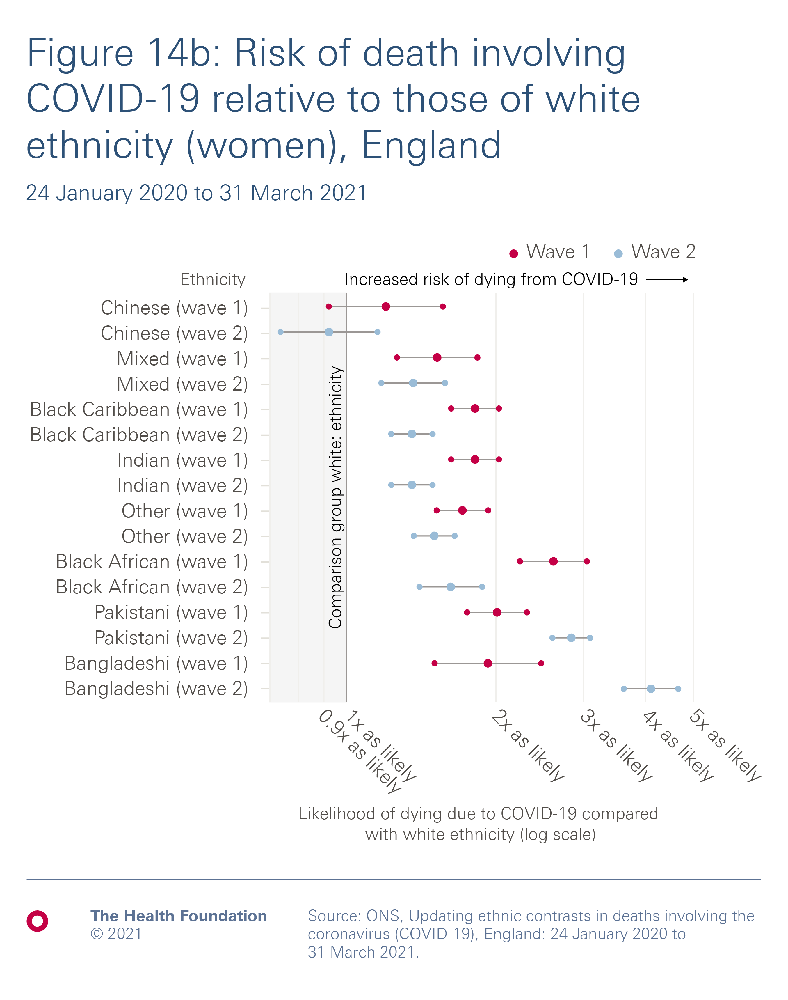 Figure 14b: Risk of death involving
COVID-19 relative to those of white
ethnicity (women), England
24 January 2020 to 31 March 2021
Wave 1
Wave 2
Ethnicity
Increased risk of dying from COVID-19
Chinese (wave 1)
Chinese (wave 2)
Mixed (wave 1)
Mixed (wave 2)
Black Caribbean (wave 1)
Black Caribbean (wave 2)
Indian (wave 1)
Indian (wave 2)
Other (wave 1)
Other (wave 2)
Black African (wave 1)
Black African (wave 2)
Pakistani (wave 1)
Pakistani (wave 2)
Bangladeshi (wave 1)
Bangladeshi (wave 2)
Comparison group white: ethnicity
0.9x as likely
1x as likely
2x as likely
3x as likely
4x as likely
5x as likely
Likelihood of dying due to COVID-19 compared
with white ethnicity (log scale)
The Health Foundation
© 2021
Source: ONS, Updating ethnic contrasts in deaths involving the
coronavirus (COVID-19), England: 24 January 2020 to
31 March 2021.